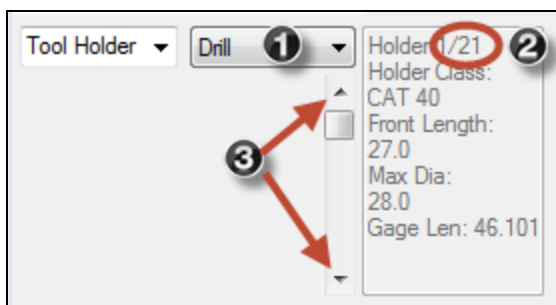 Tool Holder
Drill
1
Holder 1/21
2
Holder Class:
CAT 40
Front Length:
27.0
3
Max Dia:
28.0
Gage Len: 46.101